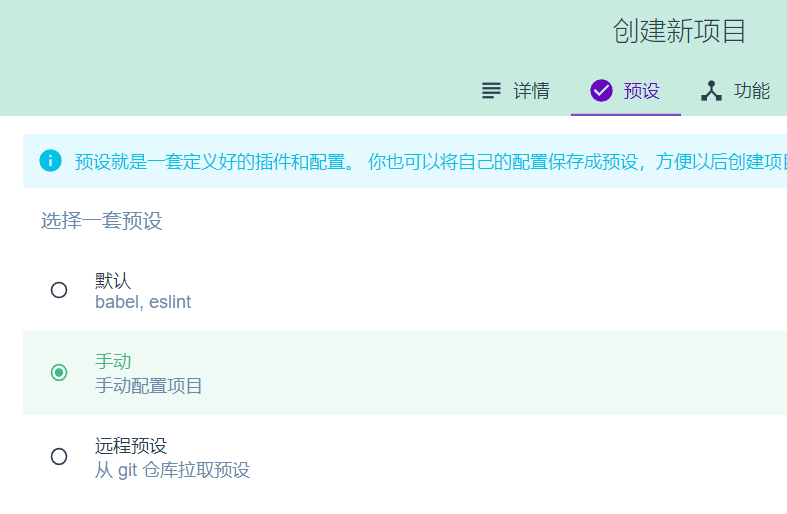 创建新项目
详情 预设 功能
预设就是一套定义好的插件和配置。 你也可以将自己的配置保存成预设，方便以后创建项
选择一套预设
默认
babel, eslint
手动
手动配置项目
远程预设
从 git 仓库拉取预设